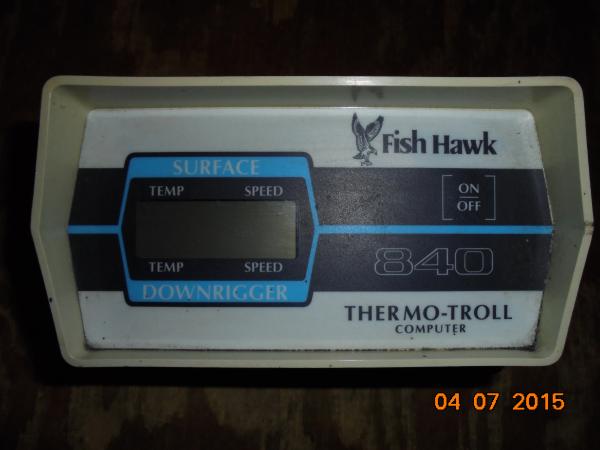 Fish Hawk
SURFACE
TEMP SPEED
ON
OFF
TEMP SPEED
DOWNRIGGER
840
THERMO-TROLL
COMPUTER
04 07 2015